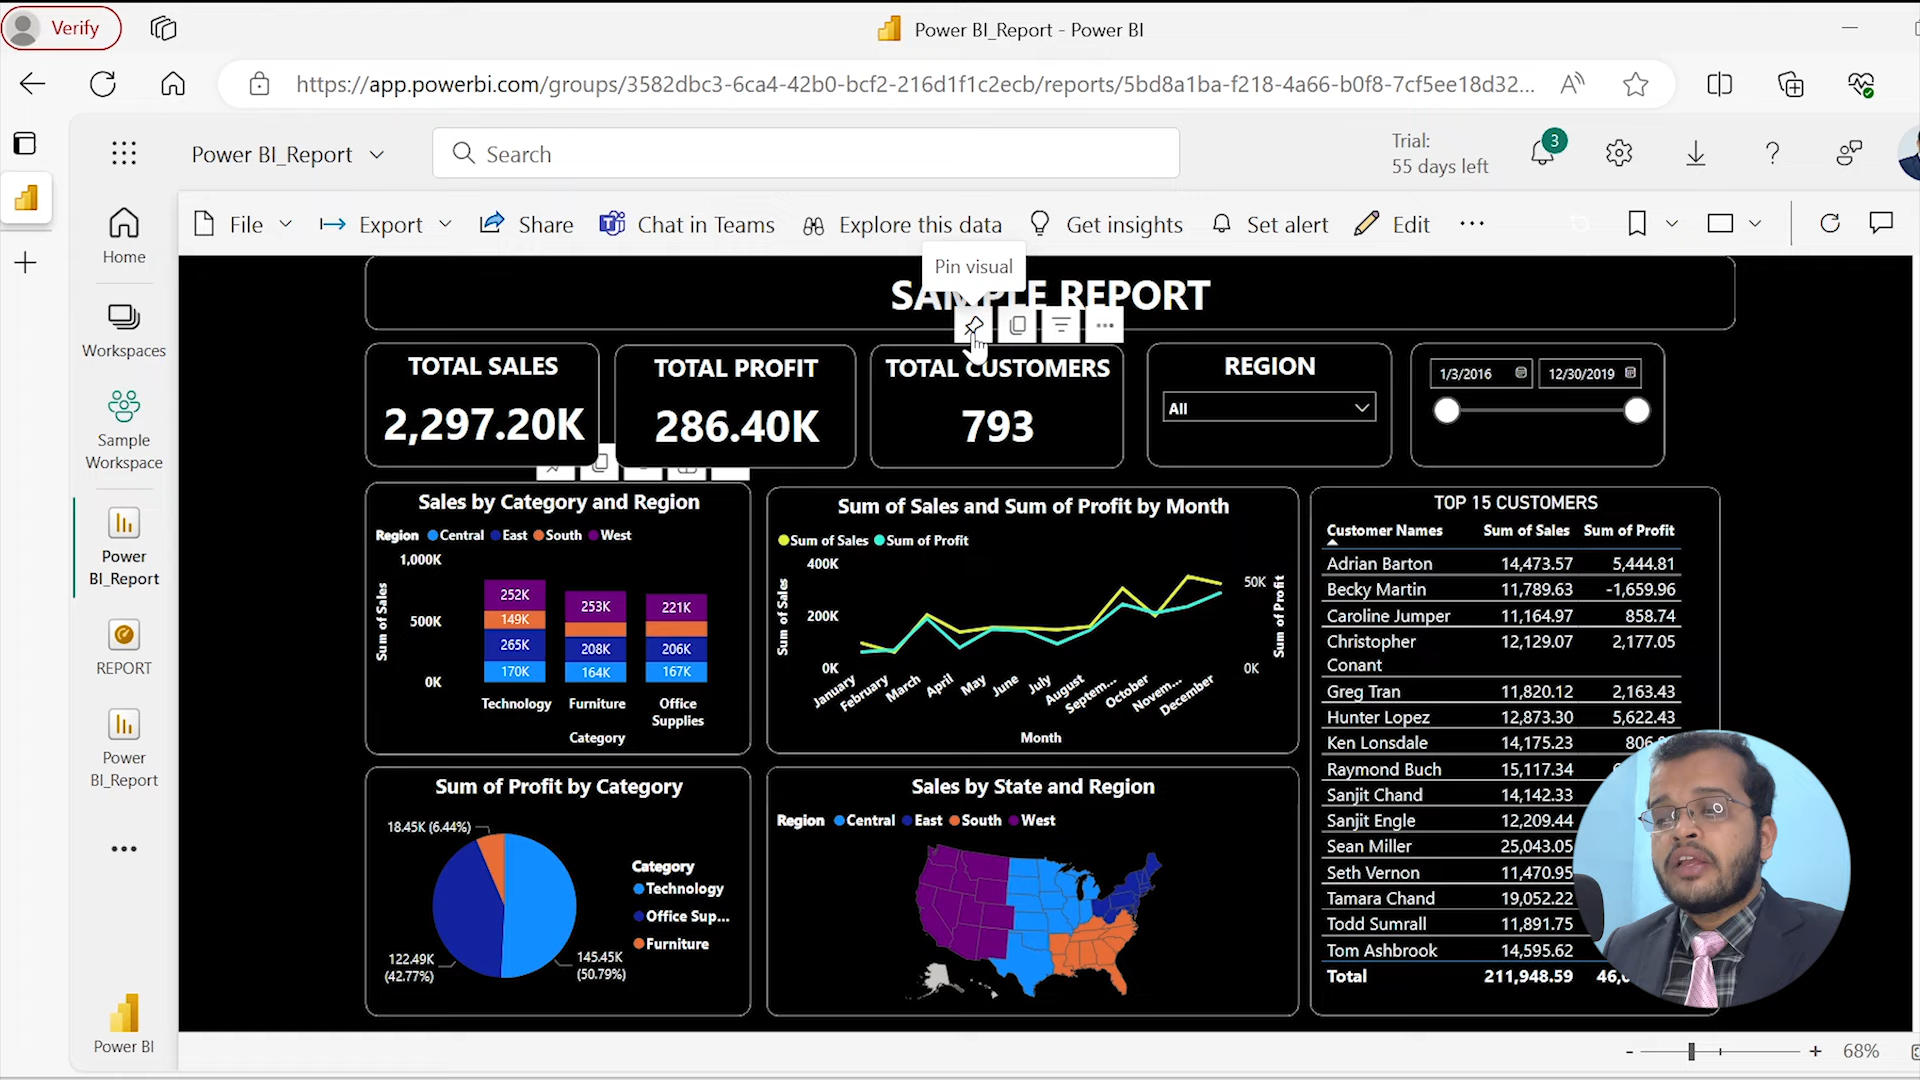 Verify
Power BI_Report - Power BI
https://app.powerbi.com/groups/3582dbc3-6ca4-42b0-bcf2-216d1f1c2ecb/reports/5bd8a1ba-f218-4a66-b0f8-7cf5ee18d32...
Power BI_Report
Search
Trial:
55 days left
3
File
Export
Share
Chat in Teams
Explore this data
Get insights
Set alert
Edit
Home
Workspaces
Sample
Workspace
Power
BI_Report
REPORT
Power
BI_Report
Power BI
Pin visual
SAMPLE REPORT
TOTAL SALES
2,297.20K
TOTAL PROFIT
286.40K
TOTAL CUSTOMERS
793
REGION
All
1/3/2016
12/30/2019
Sales by Category and Region
Region Central East South West
1,000K
500K
0K
Sum of Sales
252K
149K
265K
170K
253K
208K
164K
221K
206K
167K
Technology
Furniture
Office
Supplies
Category
Sum of Sales and Sum of Profit by Month
Sum of Sales Sum of Profit
400K
200K
0K
Sum of Sales
50K
0K
Sum of Profit
January
February
March
April
May
June
July
August
Septem...
October
Novem...
December
Month
TOP 15 CUSTOMERS
Customer Names Sum of Sales Sum of Profit
Adrian Barton 14,473.57 5,444.81
Becky Martin 11,789.63 -1,659.96
Caroline Jumper 11,164.97 858.74
Christopher 12,129.07 2,177.05
Conant
Greg Tran 11,820.12 2,163.43
Hunter Lopez 12,873.30 5,622.43
Ken Lonsdale 14,175.23
Raymond Buch 15,117.34
Sanjit Chand 14,142.33
Sanjit Engle 12,209.44
Sean Miller 25,043.05
Seth Vernon 11,470.95
Tamara Chand 19,052.22
Todd Sumrall 11,891.75
Tom Ashbrook 14,595.62
Total 211,948.59
Sum of Profit by Category
18.45K (6.44%)
122.49K
(42.77%)
145.45K
(50.79%)
Category
Technology
Office Sup...
Furniture
Sales by State and Region
Region Central East South West
68%